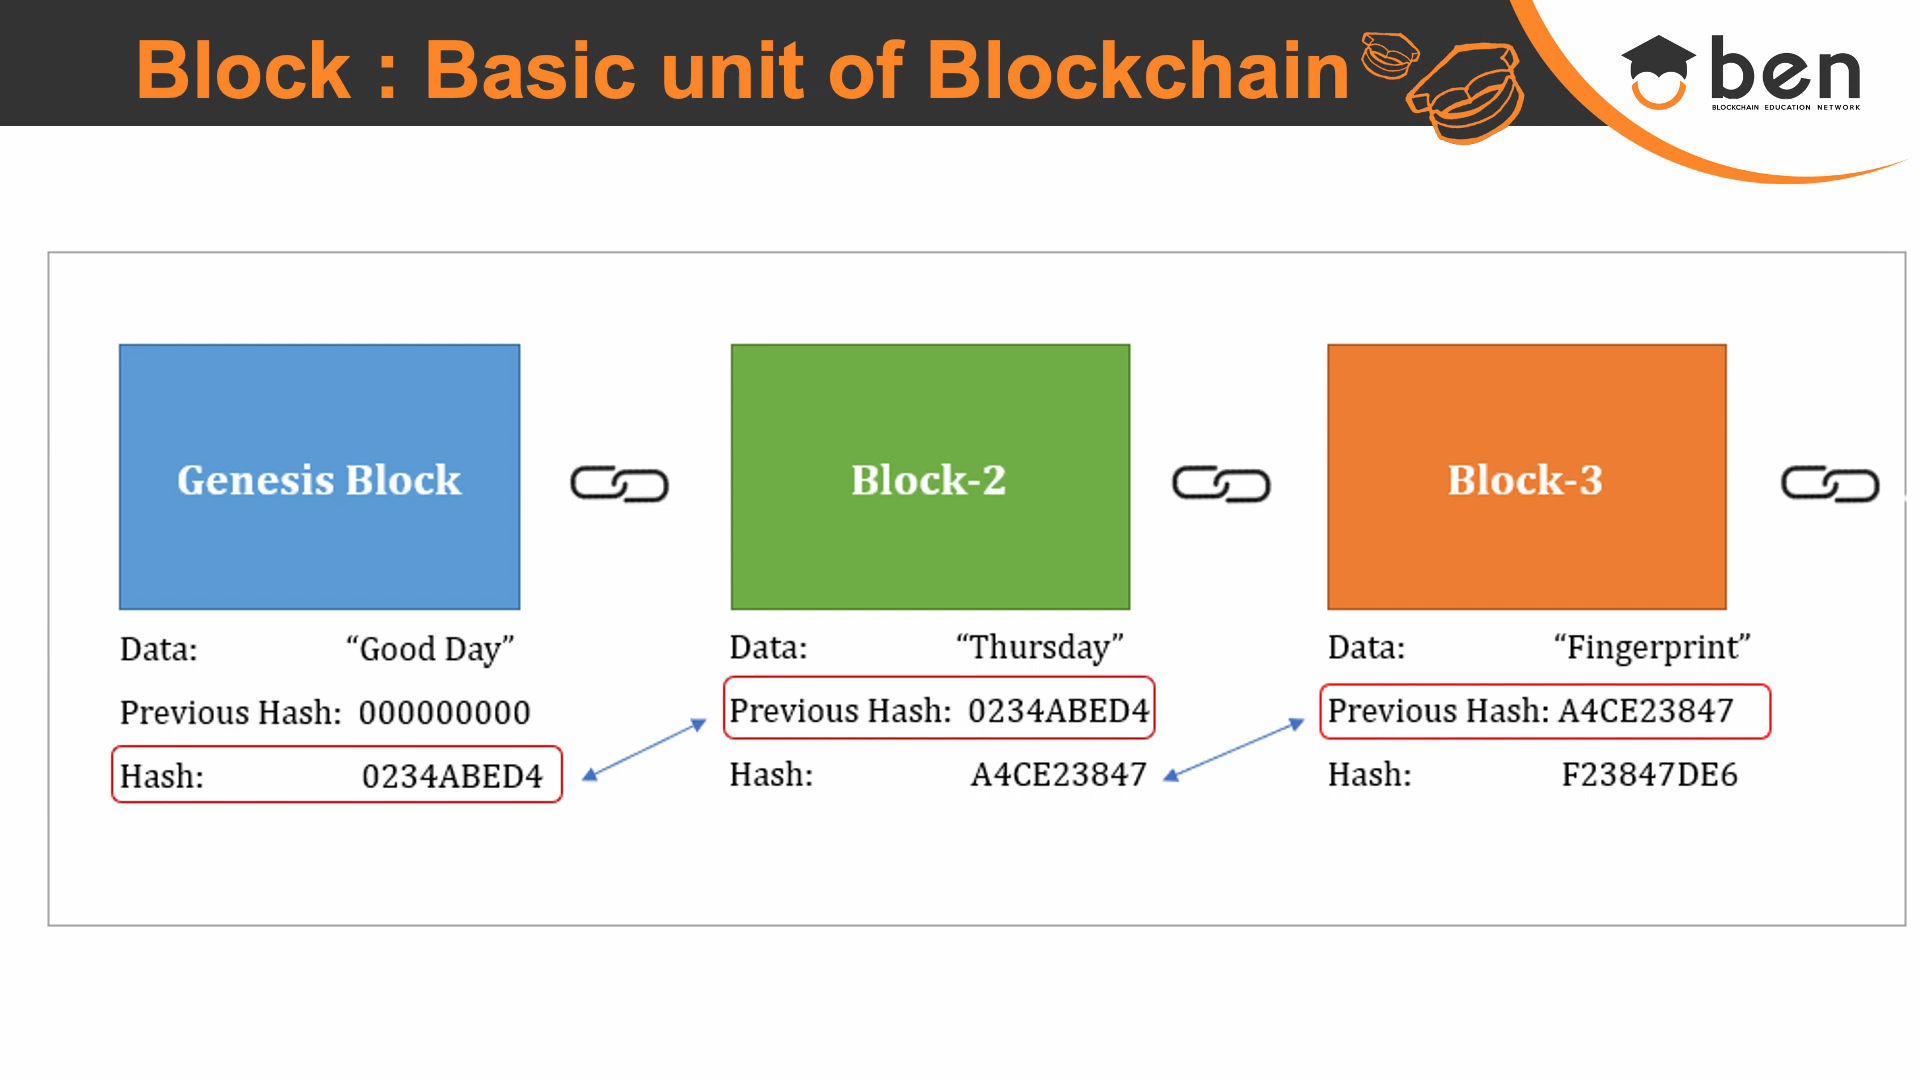 Block : Basic unit of Blockchain
ben
BLOCKCHAIN EDUCATION NETWORK
Genesis Block
Data: “Good Day”
Previous Hash: 000000000
Hash: 0234ABED4
Block-2
Data: “Thursday”
Previous Hash: 0234ABED4
Hash: A4CE23847
Block-3
Data: “Fingerprint”
Previous Hash: A4CE23847
Hash: F23847DE6